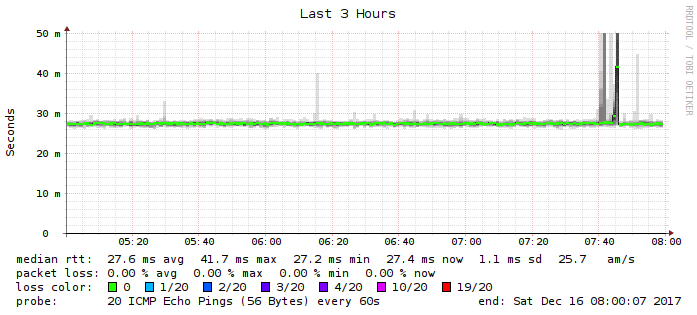 Last 3 Hours
RRDTOOL / TOBI OETIKER
Seconds
50 m
40 m
30 m
20 m
10 m
0
05:20 05:40 06:00 06:20 06:40 07:00 07:20 07:40 08:00
median rtt: 27.6 ms avg 41.7 ms max 27.2 ms min 27.4 ms now 1.1 ms sd 25.7 am/s
packet loss: 0.00 % avg 0.00 % max 0.00 % min 0.00 % now
loss color: 0 1/20 2/20 3/20 4/20 10/20 19/20
probe: 20 ICMP Echo Pings (56 Bytes) every 60s end: Sat Dec 16 08:00:07 2017